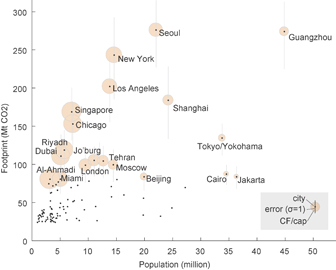 300
250
200
150
100
50
0
Footprint (Mt CO2)
Seoul
Guangzhou
New York
Los Angeles
Shanghai
Singapore
Chicago
Tokyo/Yokohama
Riyadh
Dubai
Jo'burg
Tehran
London
Moscow
Al-Ahmadi
Miami
Beijing
Cairo
Jakarta
city
error (σ=1)
CF/cap
0 5 10 15 20 25 30 35 40 45 50
Population (million)